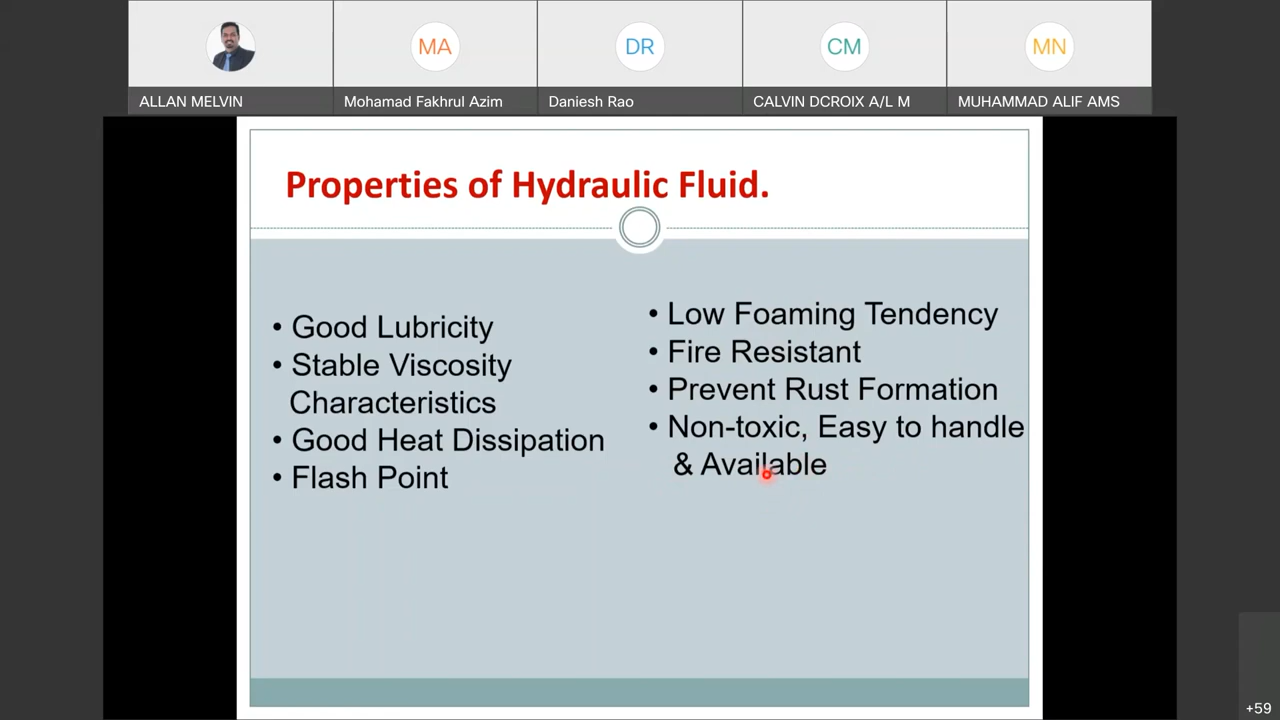 MA
DR
CM
MN
ALLAN MELVIN
Mohamad Fakhrul Azim
Daniesh Rao
CALVIN DCROIX A/L M
MUHAMMAD ALIF AMS
Properties of Hydraulic Fluid.
• Good Lubricity
• Stable Viscosity
Characteristics
• Good Heat Dissipation
• Flash Point
• Low Foaming Tendency
• Fire Resistant
• Prevent Rust Formation
• Non-toxic, Easy to handle
& Available
+59